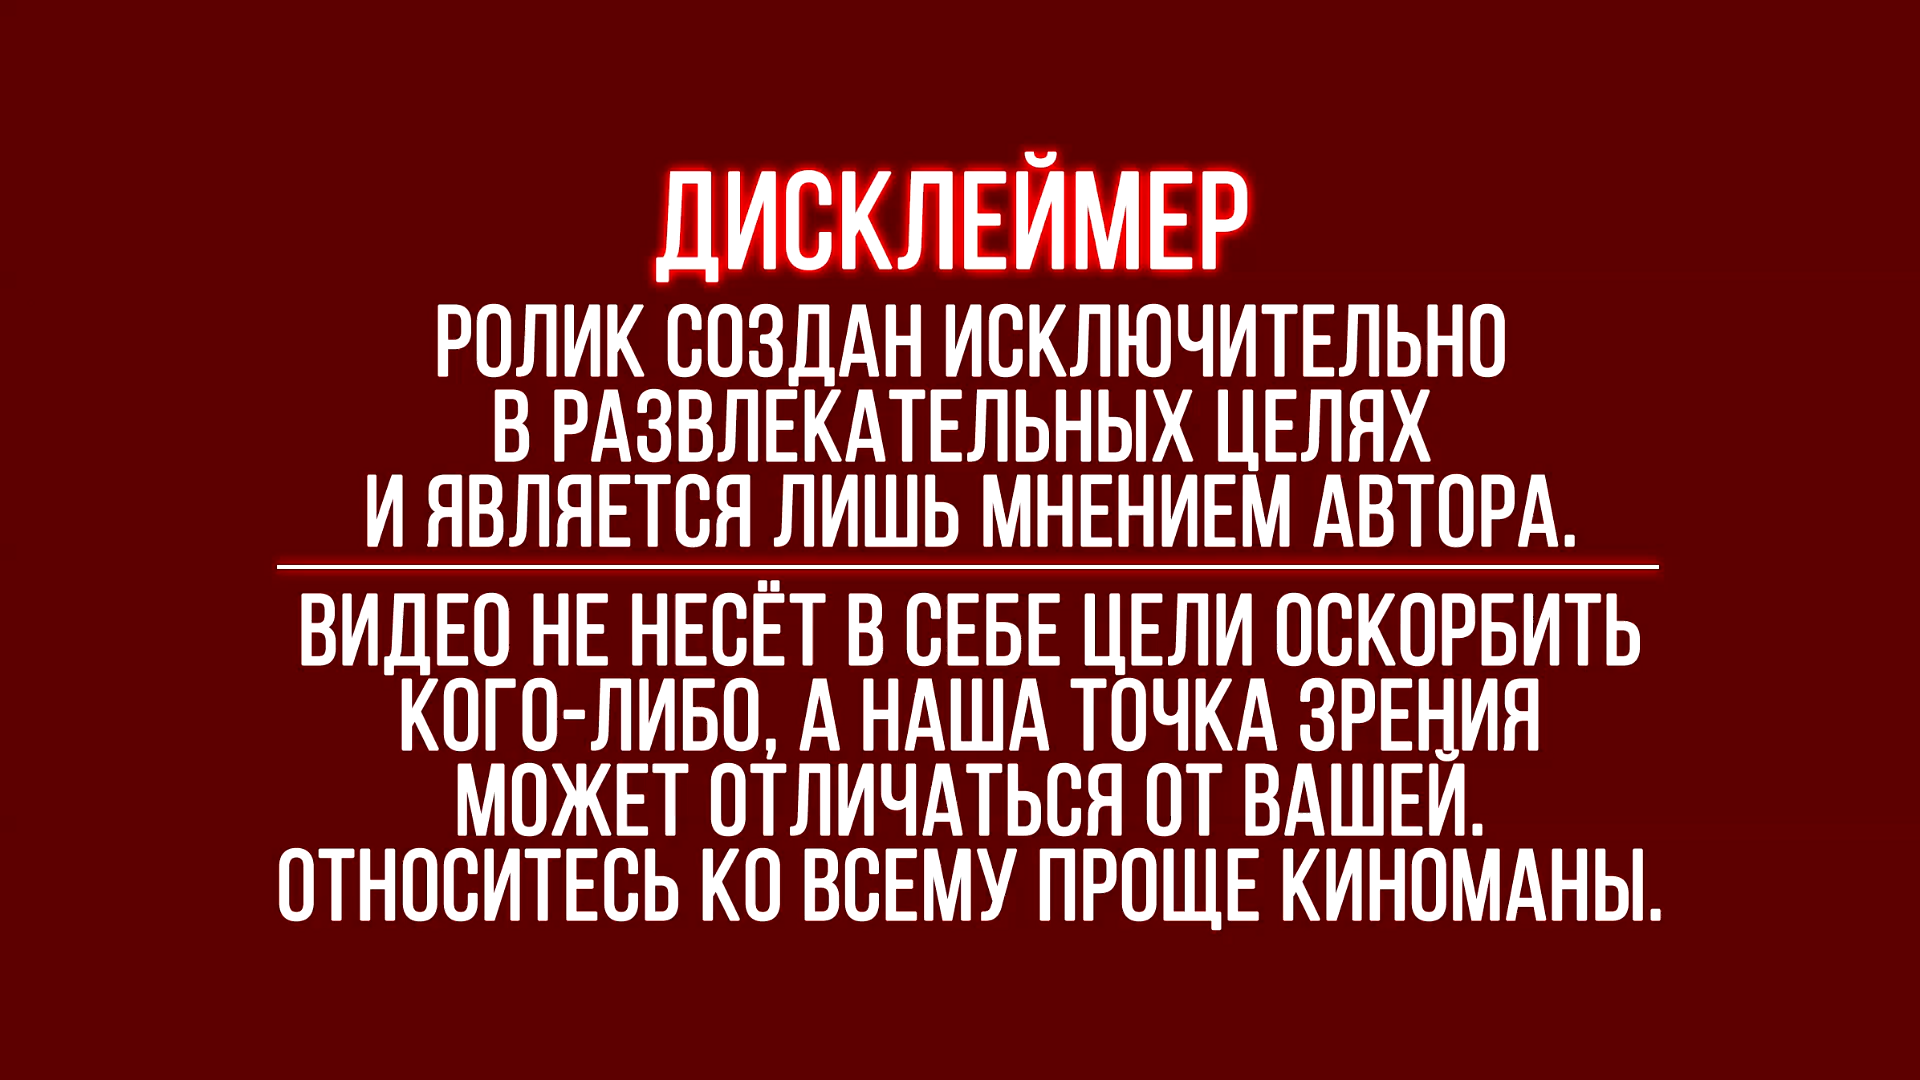 ДИСКЛЕЙМЕР
РОЛИК СОЗДАН ИСКЛЮЧИТЕЛЬНО
В РАЗВЛЕКАТЕЛЬНЫХ ЦЕЛЯХ
И ЯВЛЯЕТСЯ ЛИШЬ МНЕНИЕМ АВТОРА.
ВИДЕО НЕ НЕСЁТ В СЕБЕ ЦЕЛИ ОСКОРБИТЬ
КОГО-ЛИБО, А НАША ТОЧКА ЗРЕНИЯ
МОЖЕТ ОТЛИЧАТЬСЯ ОТ ВАШЕЙ.
ОТНОСИТЕСЬ КО ВСЕМУ ПРОЩЕ КИНОМАНЫ.